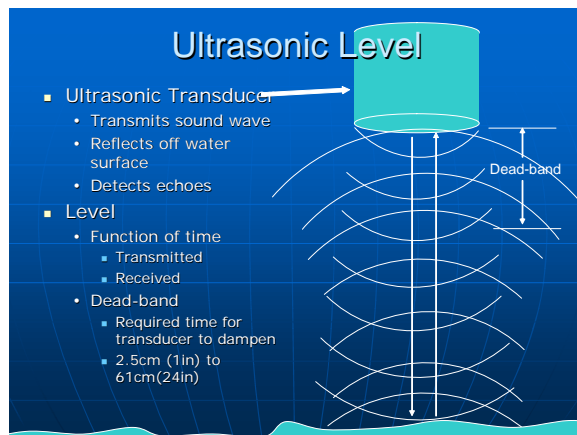 Ultrasonic Level
Ultrasonic Transducer
Transmits sound wave
Reflects off water
surface
Detects echoes
Dead-band
Level
Function of time
Transmitted
Received
Dead-band
Required time for
transducer to dampen
2.5cm (1in) to
61cm(24in)